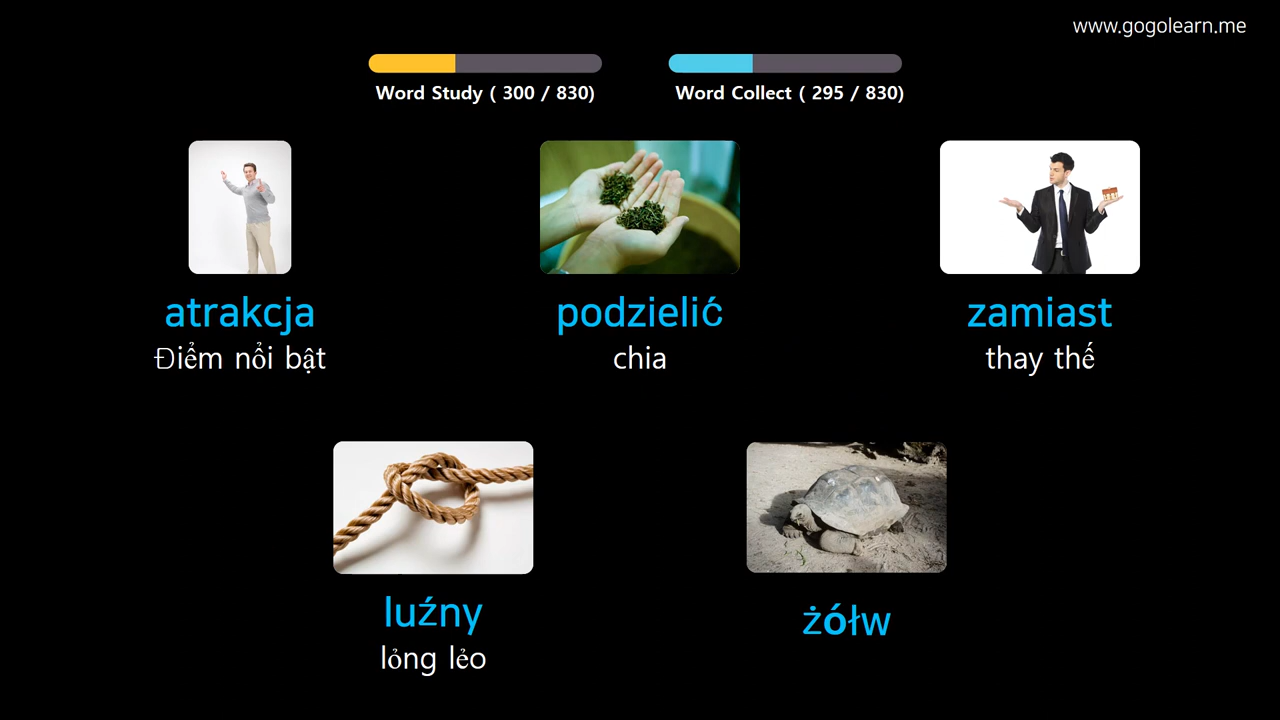 www.gogolearn.me
Word Study ( 300 / 830)
Word Collect ( 295 / 830)
atrakcja
Điểm nổi bật
podzielić
chia
zamiast
thay thế
luźny
lỏng lẻo
żółw